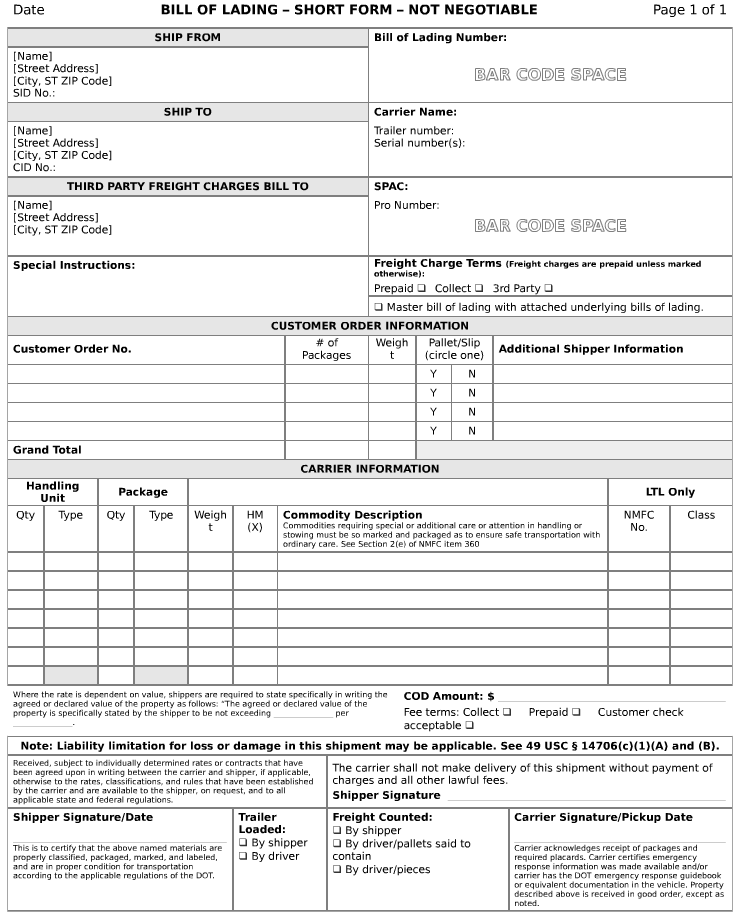 Date BILL OF LADING – SHORT FORM – NOT NEGOTIABLE Page 1 of 1
SHIP FROM
[Name]
[Street Address]
[City, ST ZIP Code]
SID No.:
Bill of Lading Number:
BAR CODE SPACE
SHIP TO
[Name]
[Street Address]
[City, ST ZIP Code]
CID No.:
Carrier Name:
Trailer number:
Serial number(s):
THIRD PARTY FREIGHT CHARGES BILL TO
[Name]
[Street Address]
[City, ST ZIP Code]
SPAC:
Pro Number:
BAR CODE SPACE
Special Instructions:
Freight Charge Terms (Freight charges are prepaid unless marked
otherwise):
Prepaid ❑ Collect ❑ 3rd Party ❑
❑ Master bill of lading with attached underlying bills of lading.
CUSTOMER ORDER INFORMATION
Customer Order No.
# of
Packages
Weigh
t
Pallet/Slip
(circle one)
Additional Shipper Information
Y N
Y N
Y N
Y N
Grand Total
CARRIER INFORMATION
Handling
Unit
Package
LTL Only
Qty
Type
Qty
Type
Weigh
t
HM
(X)
Commodity Description
Commodities requiring special or additional care or attention in handling or
stowing must be so marked and packaged as to ensure safe transportation with
ordinary care. See Section 2(e) of NMFC item 360
NMFC
No.
Class
Where the rate is dependent on value, shippers are required to state specifically in writing the
agreed or declared value of the property as follows: “The agreed or declared value of the
property is specifically stated by the shipper to be not exceeding ______________ per
______________.
COD Amount: $
Fee terms: Collect ❑ Prepaid ❑ Customer check
acceptable ❑
Note: Liability limitation for loss or damage in this shipment may be applicable. See 49 USC § 14706(c)(1)(A) and (B).
Received, subject to individually determined rates or contracts that have
been agreed upon in writing between the carrier and shipper, if applicable,
otherwise to the rates, classifications, and rules that have been established
by the carrier and are available to the shipper, on request, and to all
applicable state and federal regulations.
The carrier shall not make delivery of this shipment without payment of
charges and all other lawful fees.
Shipper Signature
Shipper Signature/Date
This is to certify that the above named materials are
properly classified, packaged, marked, and labeled,
and are in proper condition for transportation
according to the applicable regulations of the DOT.
Trailer
Loaded:
❑ By shipper
❑ By driver
Freight Counted:
❑ By shipper
❑ By driver/pallets said to
contain
❑ By driver/pieces
Carrier Signature/Pickup Date
Carrier acknowledges receipt of packages and
required placards. Carrier certifies emergency
response information was made available and/or
carrier has the DOT emergency response guidebook
or equivalent documentation in the vehicle. Property
described above is received in good order, except as
noted.